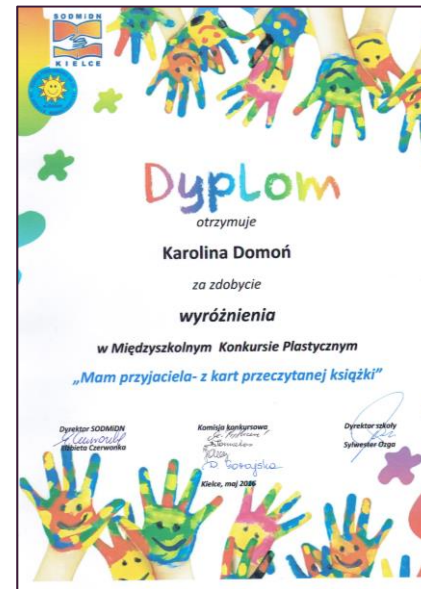 SODMiDN
KIELCE
Dyplom
otrzymuje
Karolina Domoń
za zdobycie
wyróżnienia
w Międzyszkolnym Konkursie Plastycznym
„Mam przyjaciela- z kart przeczytanej książki”
Dyrektor SODMiDN
Komisja konkursowa
Dyrektor szkoły
Elżbieta Czerwonka
Sylwester Ozga
Kielce, maj 2016